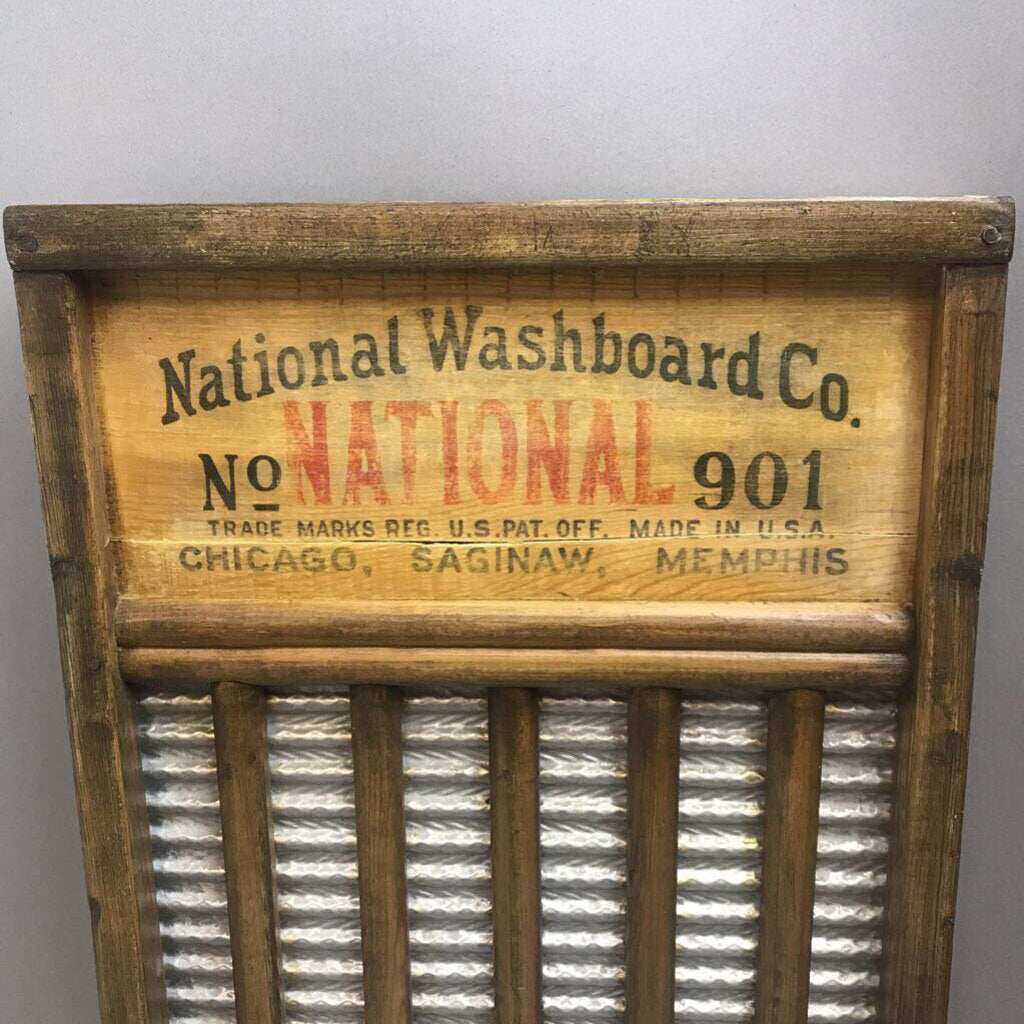 National Washboard Co.
No NATIONAL 901
TRADE MARKS REG. U.S.PAT. OFF. MADE IN U.S.A.
CHICAGO, SAGINAW, MEMPHIS